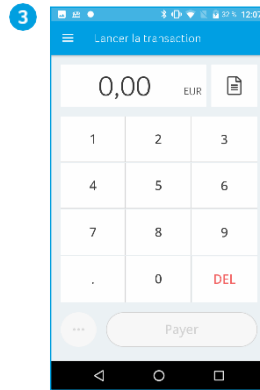 3
32 % 12:07
Lancer la transaction
0,00 EUR
1 2 3
4 5 6
7 8 9
. 0 DEL
... Payer